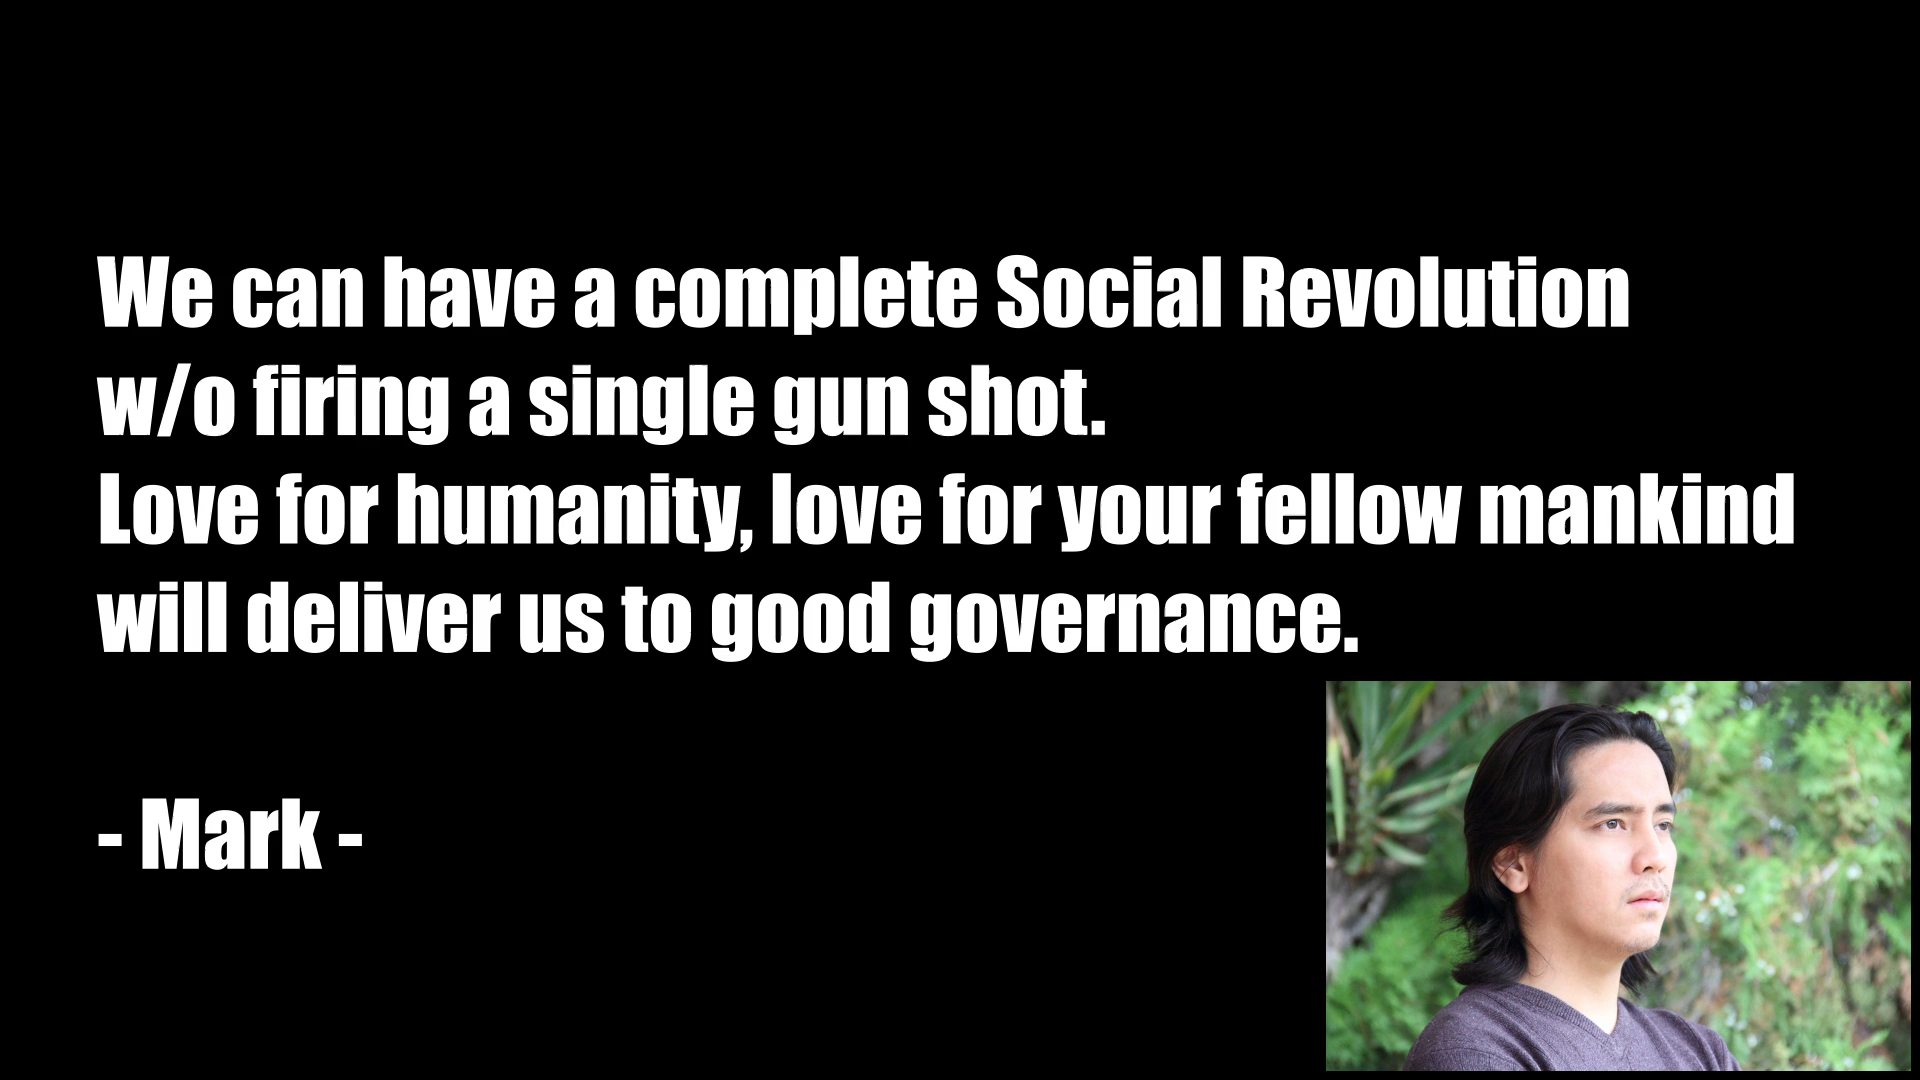 We can have a complete Social Revolution
w/o firing a single gun shot.
Love for humanity, love for your fellow mankind
will deliver us to good governance.
- Mark -